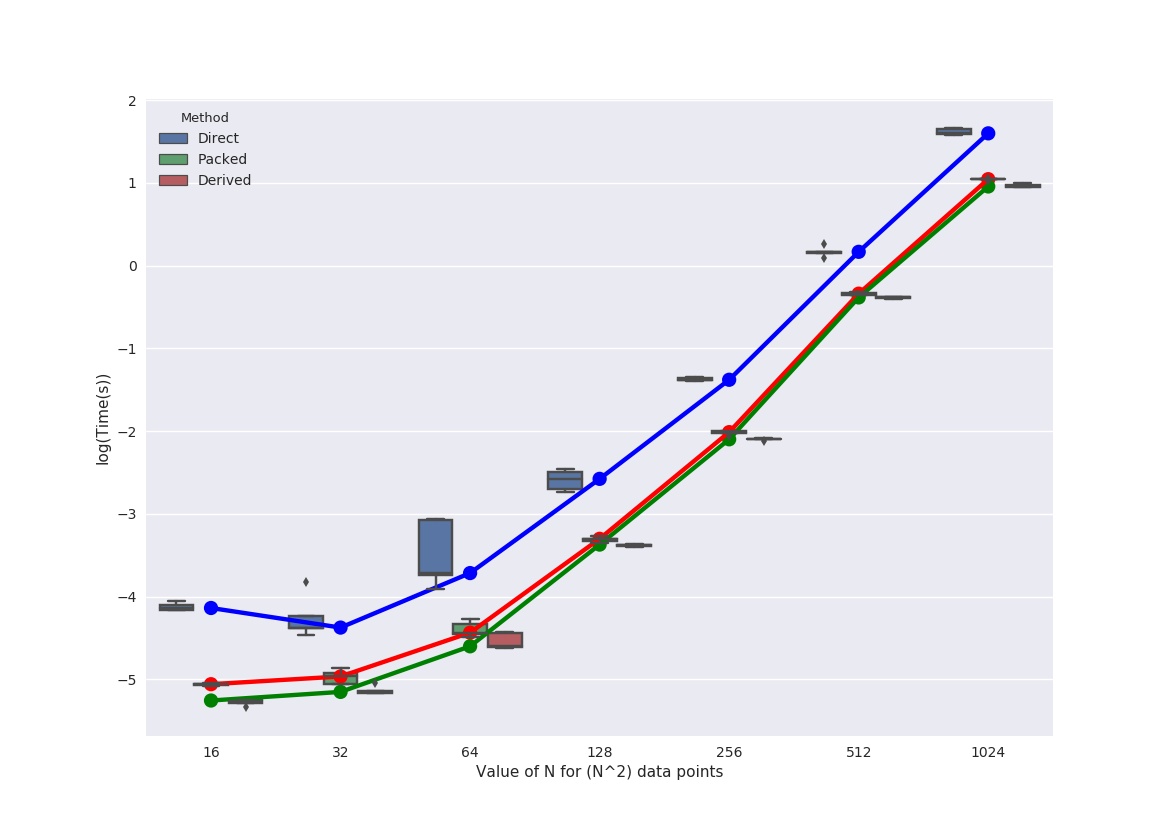 Method
Direct
Packed
Derived
2
1
0
−1
−2
−3
−4
−5
log(Time(s))
16 32 64 128 256 512 1024
Value of N for (N^2) data points